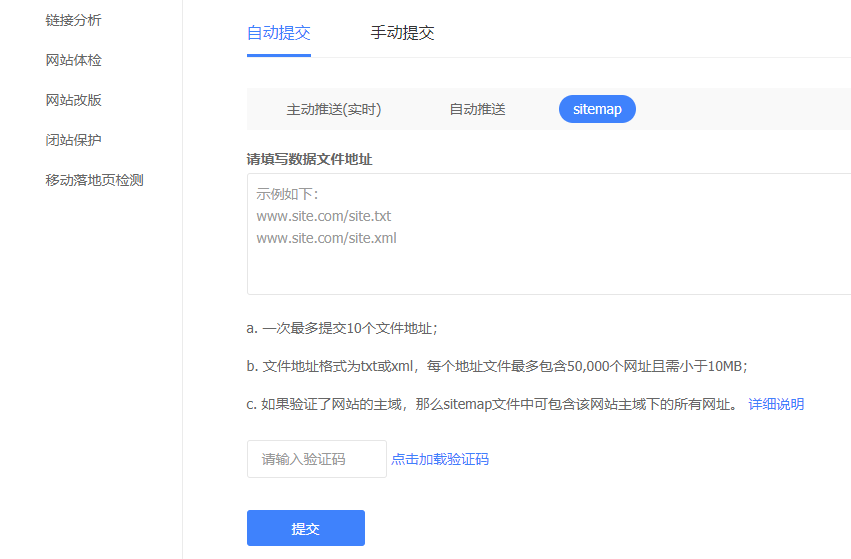 链接分析
网站体检
网站改版
闭站保护
移动落地页检测
自动提交 手动提交
主动推送(实时) 自动推送 sitemap
请填写数据文件地址
示例如下：
www.site.com/site.txt
www.site.com/site.xml
a. 一次最多提交10个文件地址；
b. 文件地址格式为txt或xml，每个地址文件最多包含50,000个网址且需小于10MB；
c. 如果验证了网站的主域，那么sitemap文件中可包含该网站主域下的所有网址。 详细说明
请输入验证码 点击加载验证码
提交